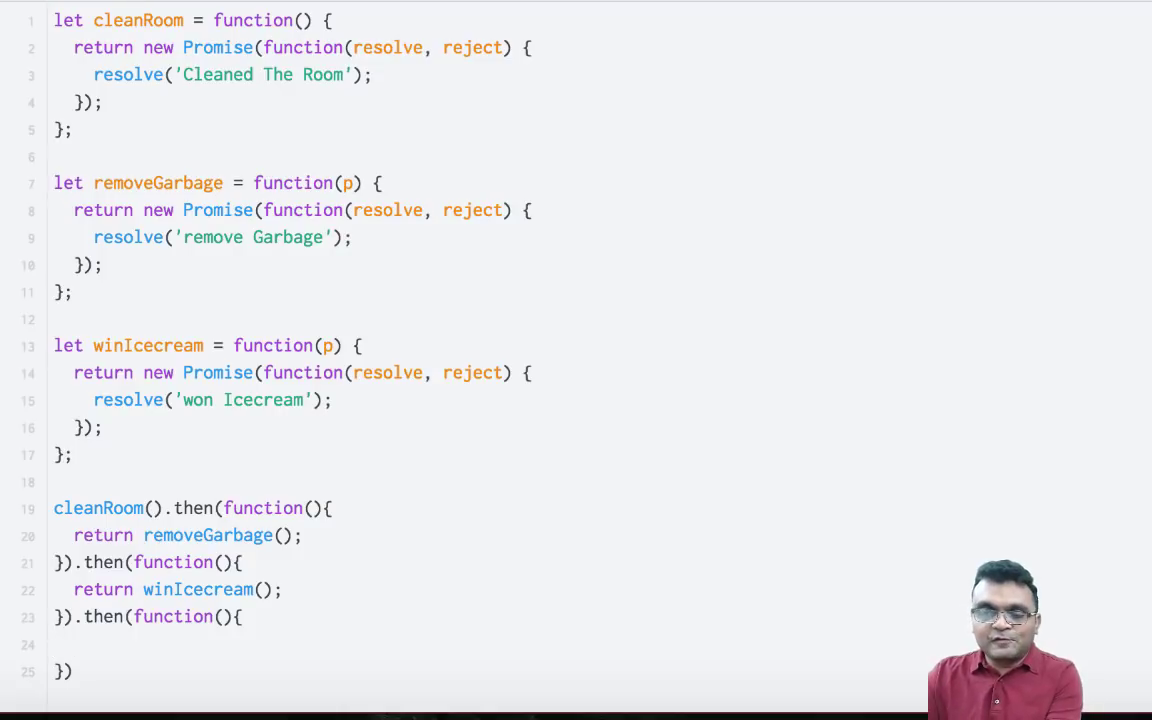 1 let cleanRoom = function() {
2 return new Promise(function(resolve, reject) {
3 resolve('Cleaned The Room');
4 });
5 };
6
7 let removeGarbage = function(p) {
8 return new Promise(function(resolve, reject) {
9 resolve('remove Garbage');
10 });
11 };
12
13 let winIcecream = function(p) {
14 return new Promise(function(resolve, reject) {
15 resolve('won Icecream');
16 });
17 };
18
19 cleanRoom().then(function(){
20 return removeGarbage();
21 }).then(function(){
22 return winIcecream();
23 }).then(function(){
24
25 })